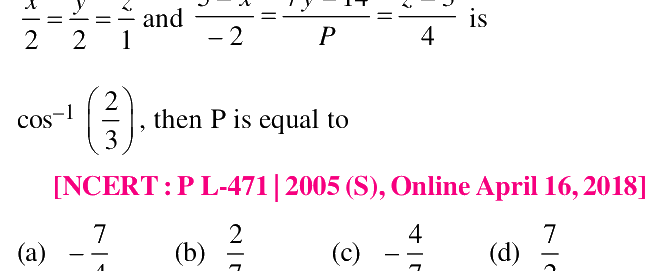 x/2 = y/2 = z/1 and 5 − x/− 2 = 7y − 14/P = z − 3/4 is
cos⁻¹ (2/3), then P is equal to
[NCERT : P L-471 | 2005 (S), Online April 16, 2018]
(a) − 7/4 (b) 2/7 (c) − 4/7 (d) 7/2